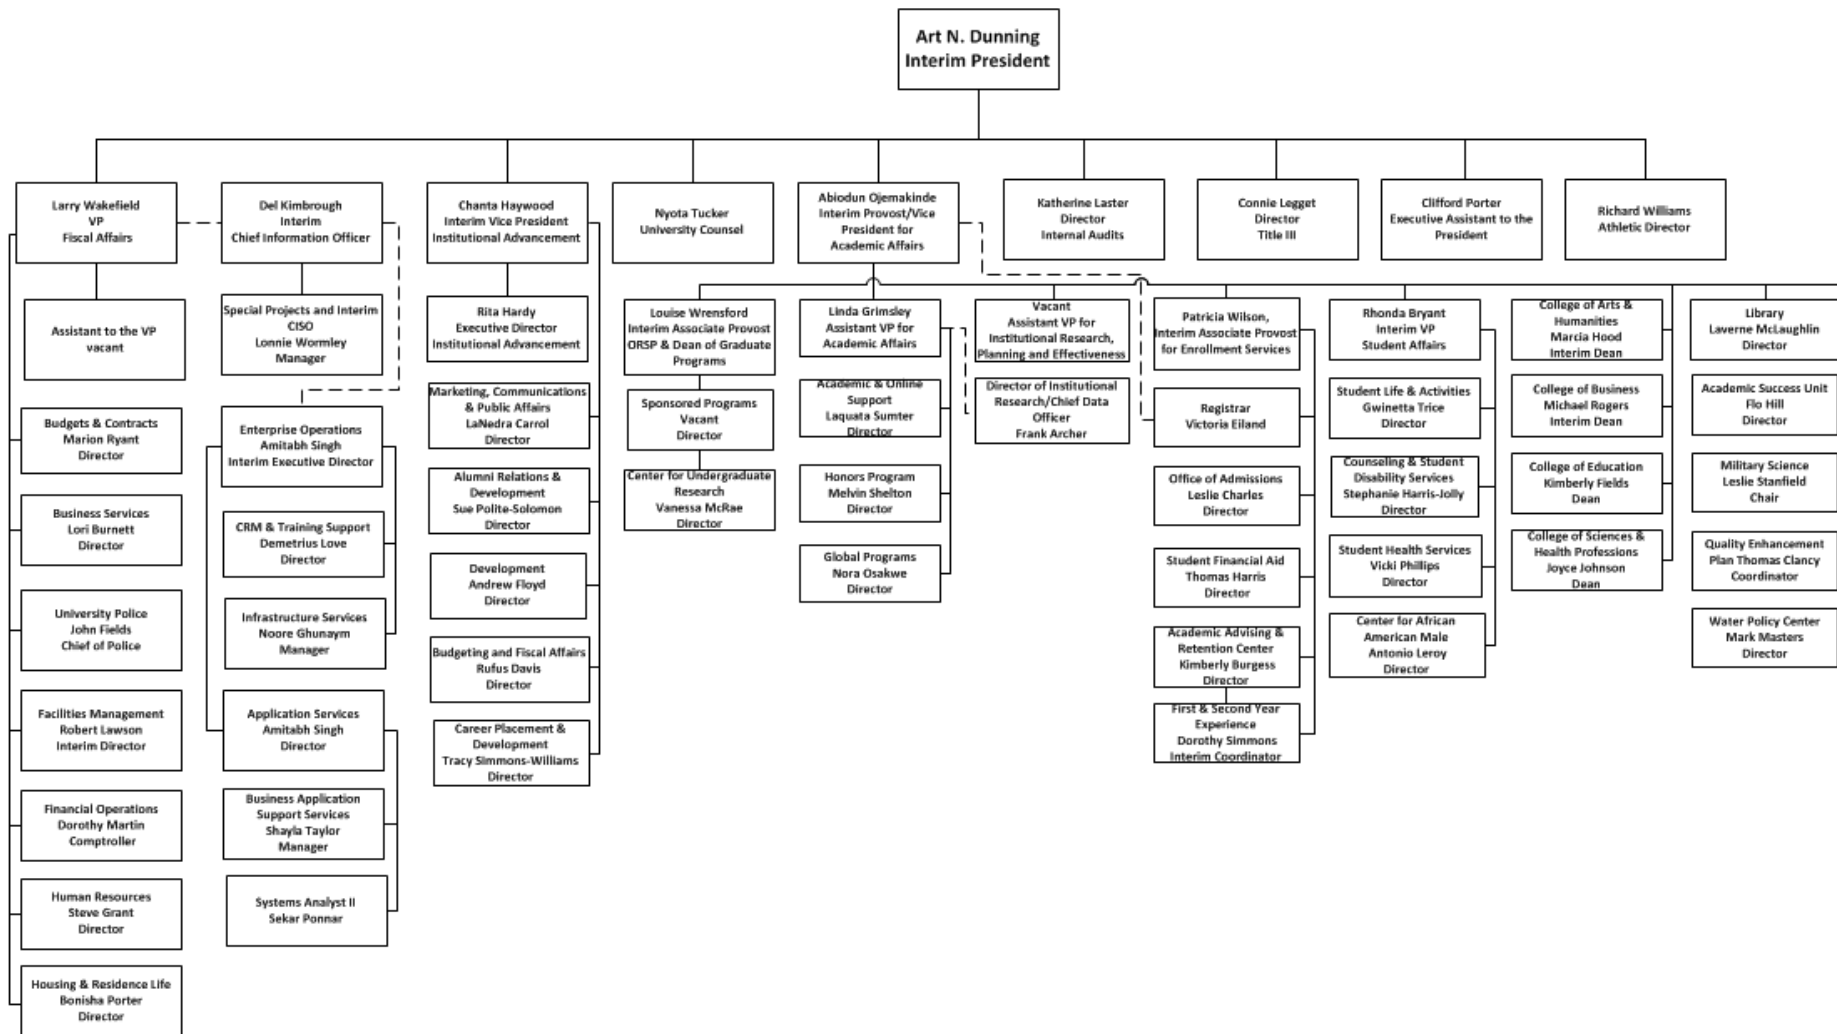 Art N. Dunning
Interim President
Larry Wakefield
VP
Fiscal Affairs
Del Kimbrough
Interim
Chief Information Officer
Chanta Haywood
Interim Vice President
Institutional Advancement
Nyota Tucker
University Counsel
Abiodun Ojemakinde
Interim Provost/Vice
President for
Academic Affairs
Katherine Laster
Director
Internal Audits
Connie Legget
Director
Title III
Clifford Porter
Executive Assistant to the
President
Richard Williams
Athletic Director
Assistant to the VP
vacant
Budgets & Contracts
Marion Ryant
Director
Business Services
Lori Burnett
Director
University Police
John Fields
Chief of Police
Facilities Management
Robert Lawson
Interim Director
Financial Operations
Dorothy Martin
Comptroller
Human Resources
Steve Grant
Director
Housing & Residence Life
Bonisha Porter
Director
Special Projects and Interim
CISO
Lonnie Wormley
Manager
Enterprise Operations
Amitabh Singh
Interim Executive Director
CRM & Training Support
Demetrius Love
Director
Infrastructure Services
Noore Ghunaym
Manager
Application Services
Amitabh Singh
Director
Business Application
Support Services
Shayla Taylor
Manager
Systems Analyst II
Sekar Ponnar
Rita Hardy
Executive Director
Institutional Advancement
Marketing, Communications
& Public Affairs
LaNedra Carrol
Director
Alumni Relations &
Development
Sue Polite-Solomon
Director
Development
Andrew Floyd
Director
Budgeting and Fiscal Affairs
Rufus Davis
Director
Career Placement &
Development
Tracy Simmons-Williams
Director
Louise Wrensford
Interim Associate Provost
ORSP & Dean of Graduate
Programs
Sponsored Programs
Vacant
Director
Center for Undergraduate
Research
Vanessa McRae
Director
Linda Grimsley
Assistant VP for
Academic Affairs
Academic & Online
Support
Laquata Sumter
Director
Honors Program
Melvin Shelton
Director
Global Programs
Nora Osakwe
Director
Vacant
Assistant VP for
Institutional Research,
Planning and Effectiveness
Director of Institutional
Research/Chief Data
Officer
Frank Archer
Patricia Wilson,
Interim Associate Provost
for Enrollment Services
Registrar
Victoria Eiland
Office of Admissions
Leslie Charles
Director
Student Financial Aid
Thomas Harris
Director
Academic Advising &
Retention Center
Kimberly Burgess
Director
First & Second Year
Experience
Dorothy Simmons
Interim Coordinator
Rhonda Bryant
Interim VP
Student Affairs
Student Life & Activities
Gwinetta Trice
Director
Counseling & Student
Disability Services
Stephanie Harris-Jolly
Director
Student Health Services
Vicki Phillips
Director
Center for African
American Male
Antonio Leroy
Director
College of Arts &
Humanities
Marcia Hood
Interim Dean
College of Business
Michael Rogers
Interim Dean
College of Education
Kimberly Fields
Dean
College of Sciences &
Health Professions
Joyce Johnson
Dean
Library
Laverne McLaughlin
Director
Academic Success Unit
Flo Hill
Director
Military Science
Leslie Stanfield
Chair
Quality Enhancement
Plan Thomas Clancy
Coordinator
Water Policy Center
Mark Masters
Director